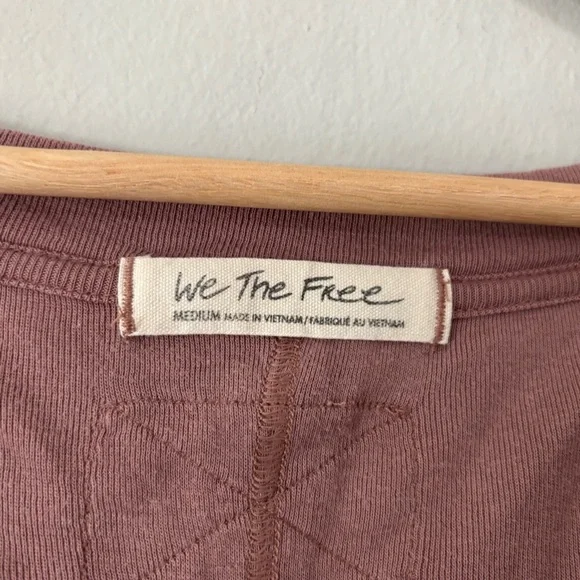 We The Free
MEDIUM MADE IN VIETNAM/FABRIQUÉ AU VIETNAM